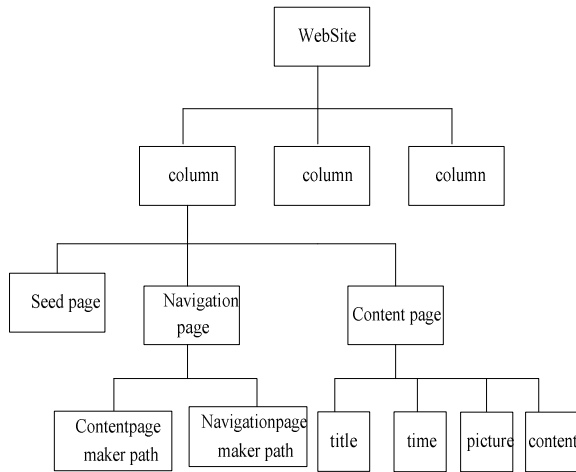 WebSite
column
column
column
Seed page
Navigation
page
Content page
Contentpage
maker path
Navigationpage
maker path
title
time
picture
content